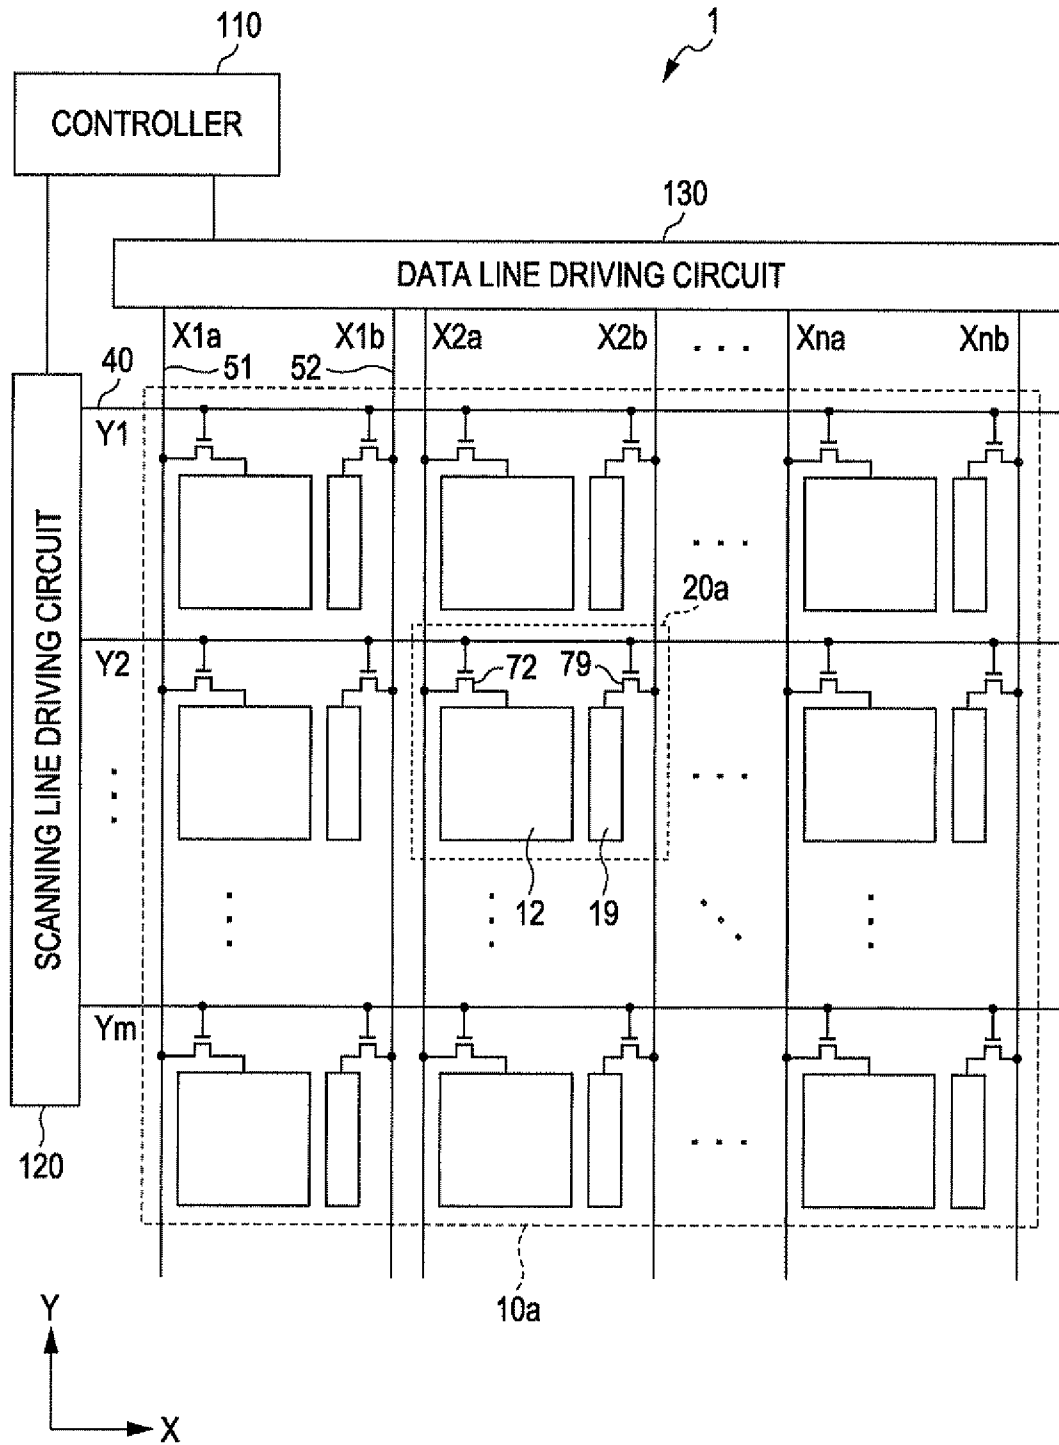 110
1
CONTROLLER
130
DATA LINE DRIVING CIRCUIT
X1a X1b X2a X2b . . . Xna Xnb
40 51 52
Y1
SCANNING LINE DRIVING CIRCUIT
20a
Y2 72 79
12 19
Ym
120
10a
Y
X